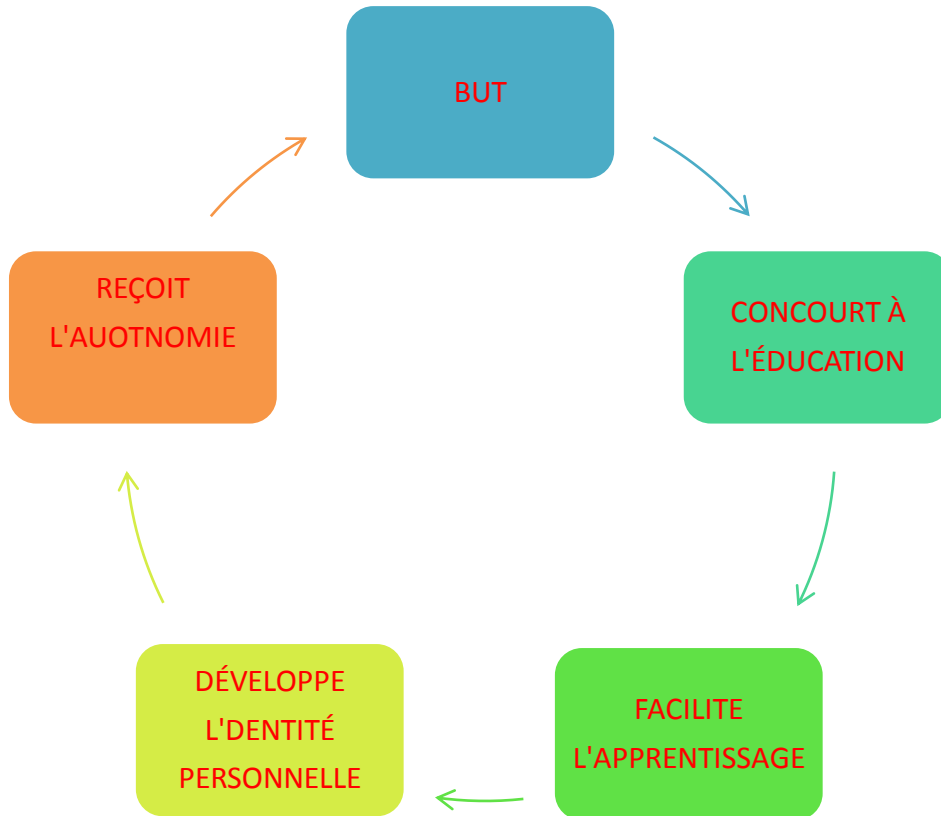 BUT
CONCOURT À
L'ÉDUCATION
FACILITE
L'APPRENTISSAGE
DÉVELOPPE
L'DENTITÉ
PERSONNELLE
REÇOIT
L'AUOTNOMIE